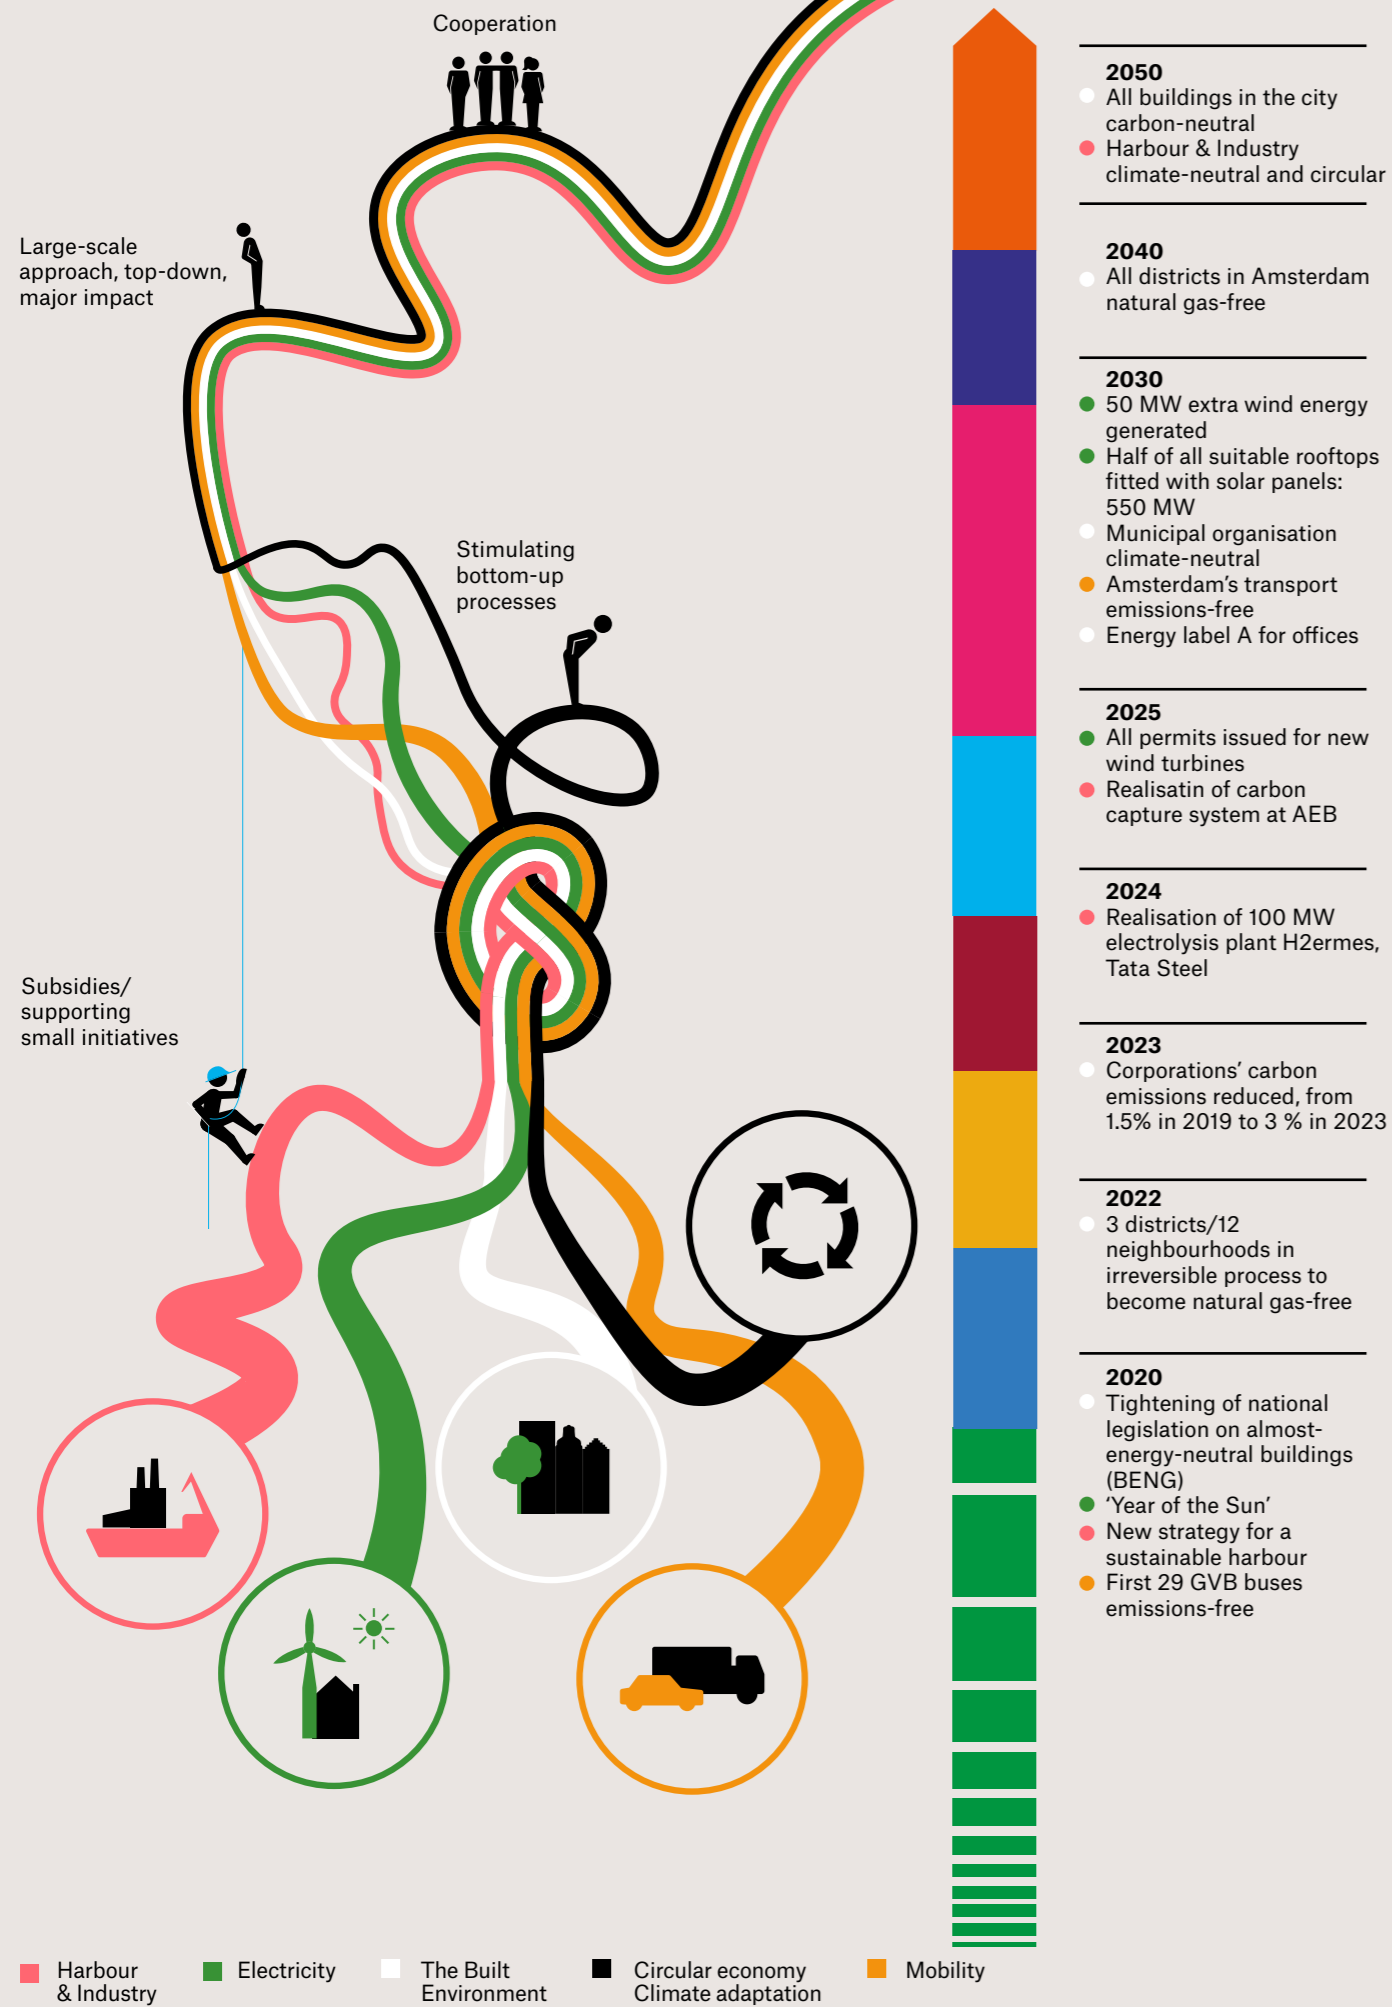 Cooperation
Large-scale
approach, top-down,
major impact
Stimulating
bottom-up
processes
Subsidies/
supporting
small initiatives
2050
All buildings in the city
carbon-neutral
Harbour & Industry
climate-neutral and circular
2040
All districts in Amsterdam
natural gas-free
2030
50 MW extra wind energy
generated
Half of all suitable rooftops
fitted with solar panels:
550 MW
Municipal organisation
climate-neutral
Amsterdam's transport
emissions-free
Energy label A for offices
2025
All permits issued for new
wind turbines
Realisatin of carbon
capture system at AEB
2024
Realisation of 100 MW
electrolysis plant H2ermes,
Tata Steel
2023
Corporations' carbon
emissions reduced, from
1.5% in 2019 to 3 % in 2023
2022
3 districts/12
neighbourhoods in
irreversible process to
become natural gas-free
2020
Tightening of national
legislation on almost-
energy-neutral buildings
(BENG)
'Year of the Sun'
New strategy for a
sustainable harbour
First 29 GVB buses
emissions-free
Harbour
& Industry
Electricity
The Built
Environment
Circular economy
Climate adaptation
Mobility